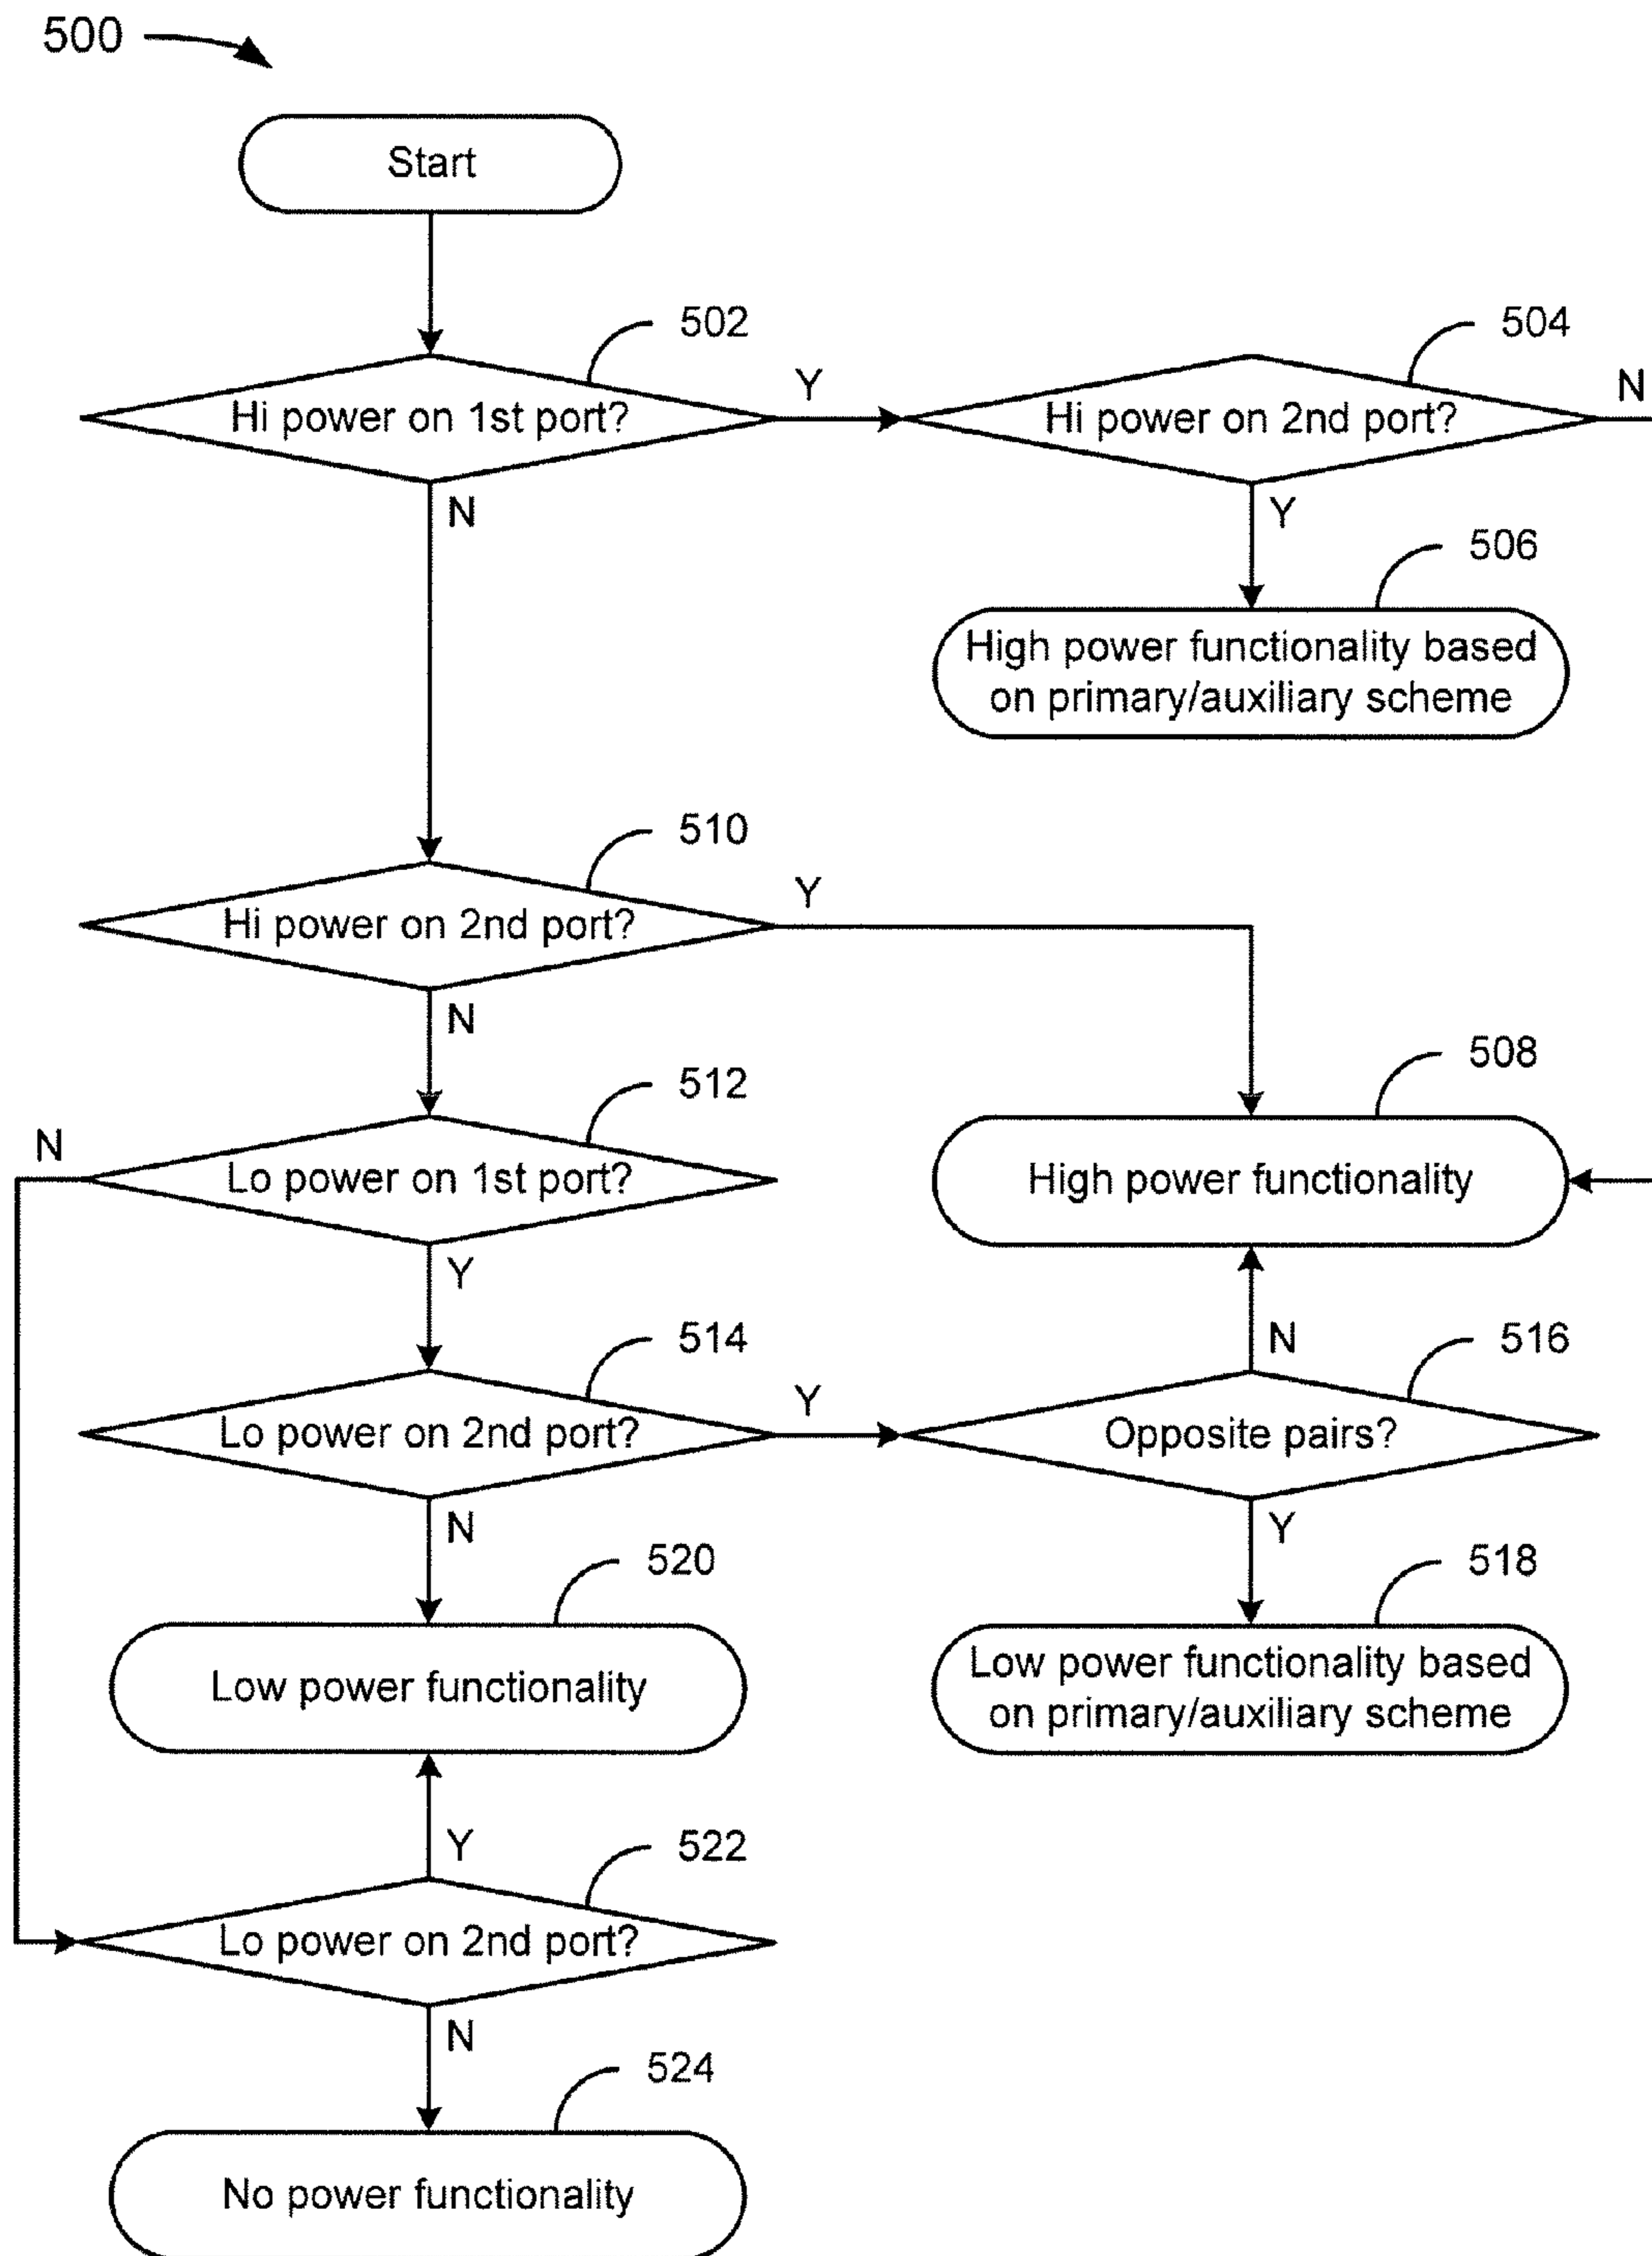 500
Start
502
504
Hi power on 1st port?
Y
Hi power on 2nd port?
N
N
Y
506
High power functionality based
on primary/auxiliary scheme
510
Hi power on 2nd port?
Y
N
508
512
N
Lo power on 1st port?
High power functionality
Y
514
N
516
Lo power on 2nd port?
Y
Opposite pairs?
N
Y
520
518
Low power functionality
Low power functionality based
on primary/auxiliary scheme
Y
522
Lo power on 2nd port?
N
524
No power functionality